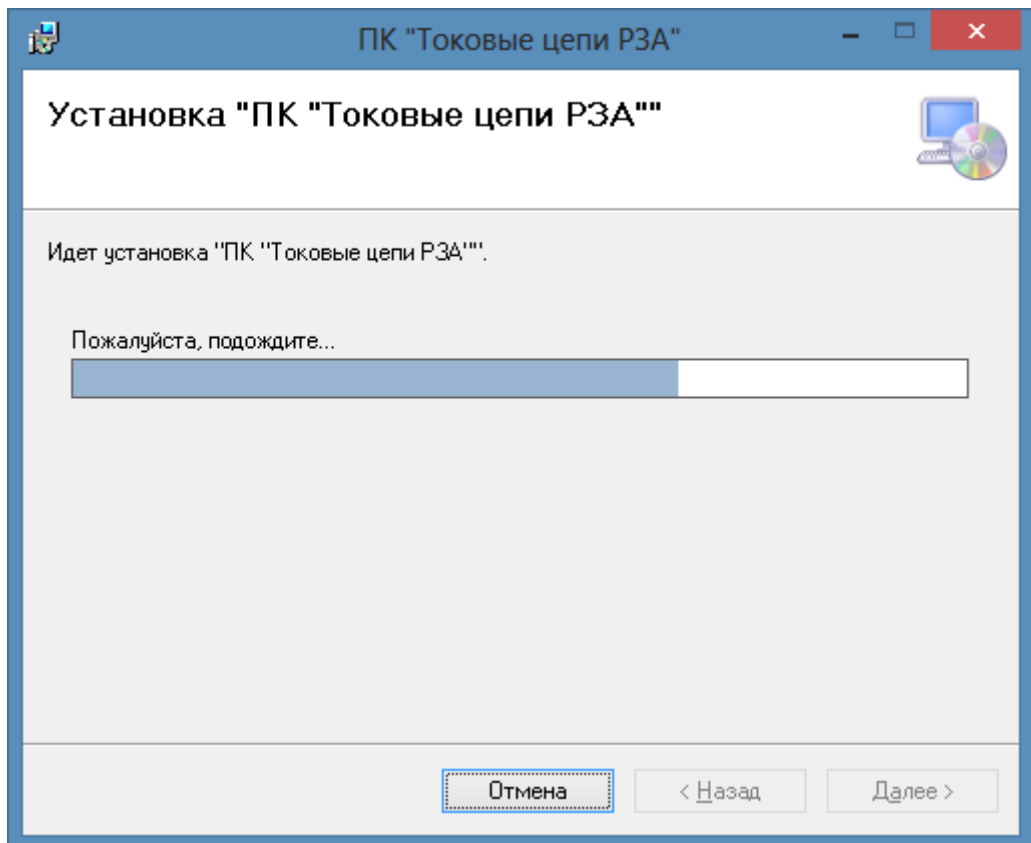 ПК "Токовые цепи РЗА"
Установка "ПК "Токовые цепи РЗА""
Идет установка "ПК "Токовые цепи РЗА"".
Пожалуйста, подождите...
Отмена
< Назад
Далее >